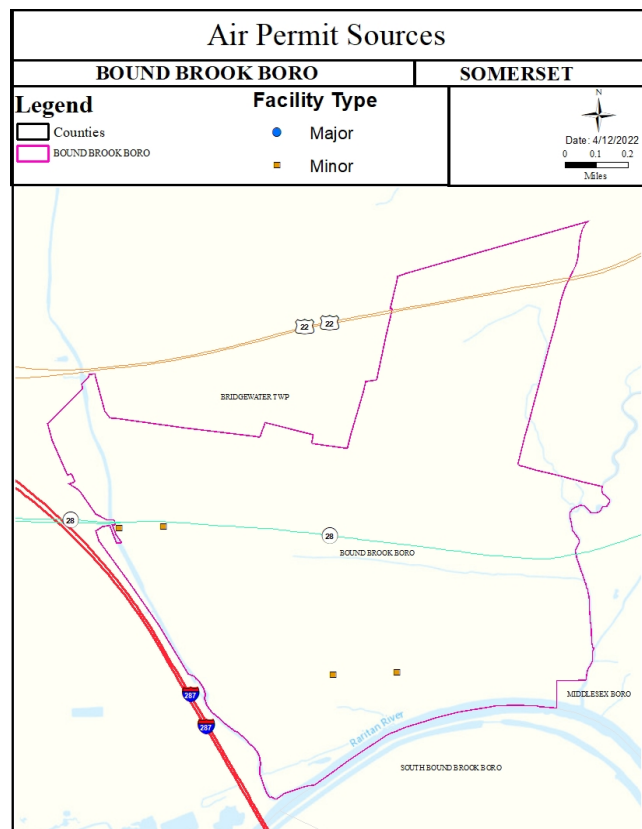 Air Permit Sources
BOUND BROOK BORO
SOMERSET
Legend
Counties
BOUND BROOK BORO
Facility Type
Major
Minor
N
Date: 4/12/2022
0 0.1 0.2
Miles
22 22
BRIDGEWATER TWP
28
28
BOUND BROOK BORO
287
287
MIDDLESEX BORO
Raritan River
SOUTH BOUND BROOK BORO